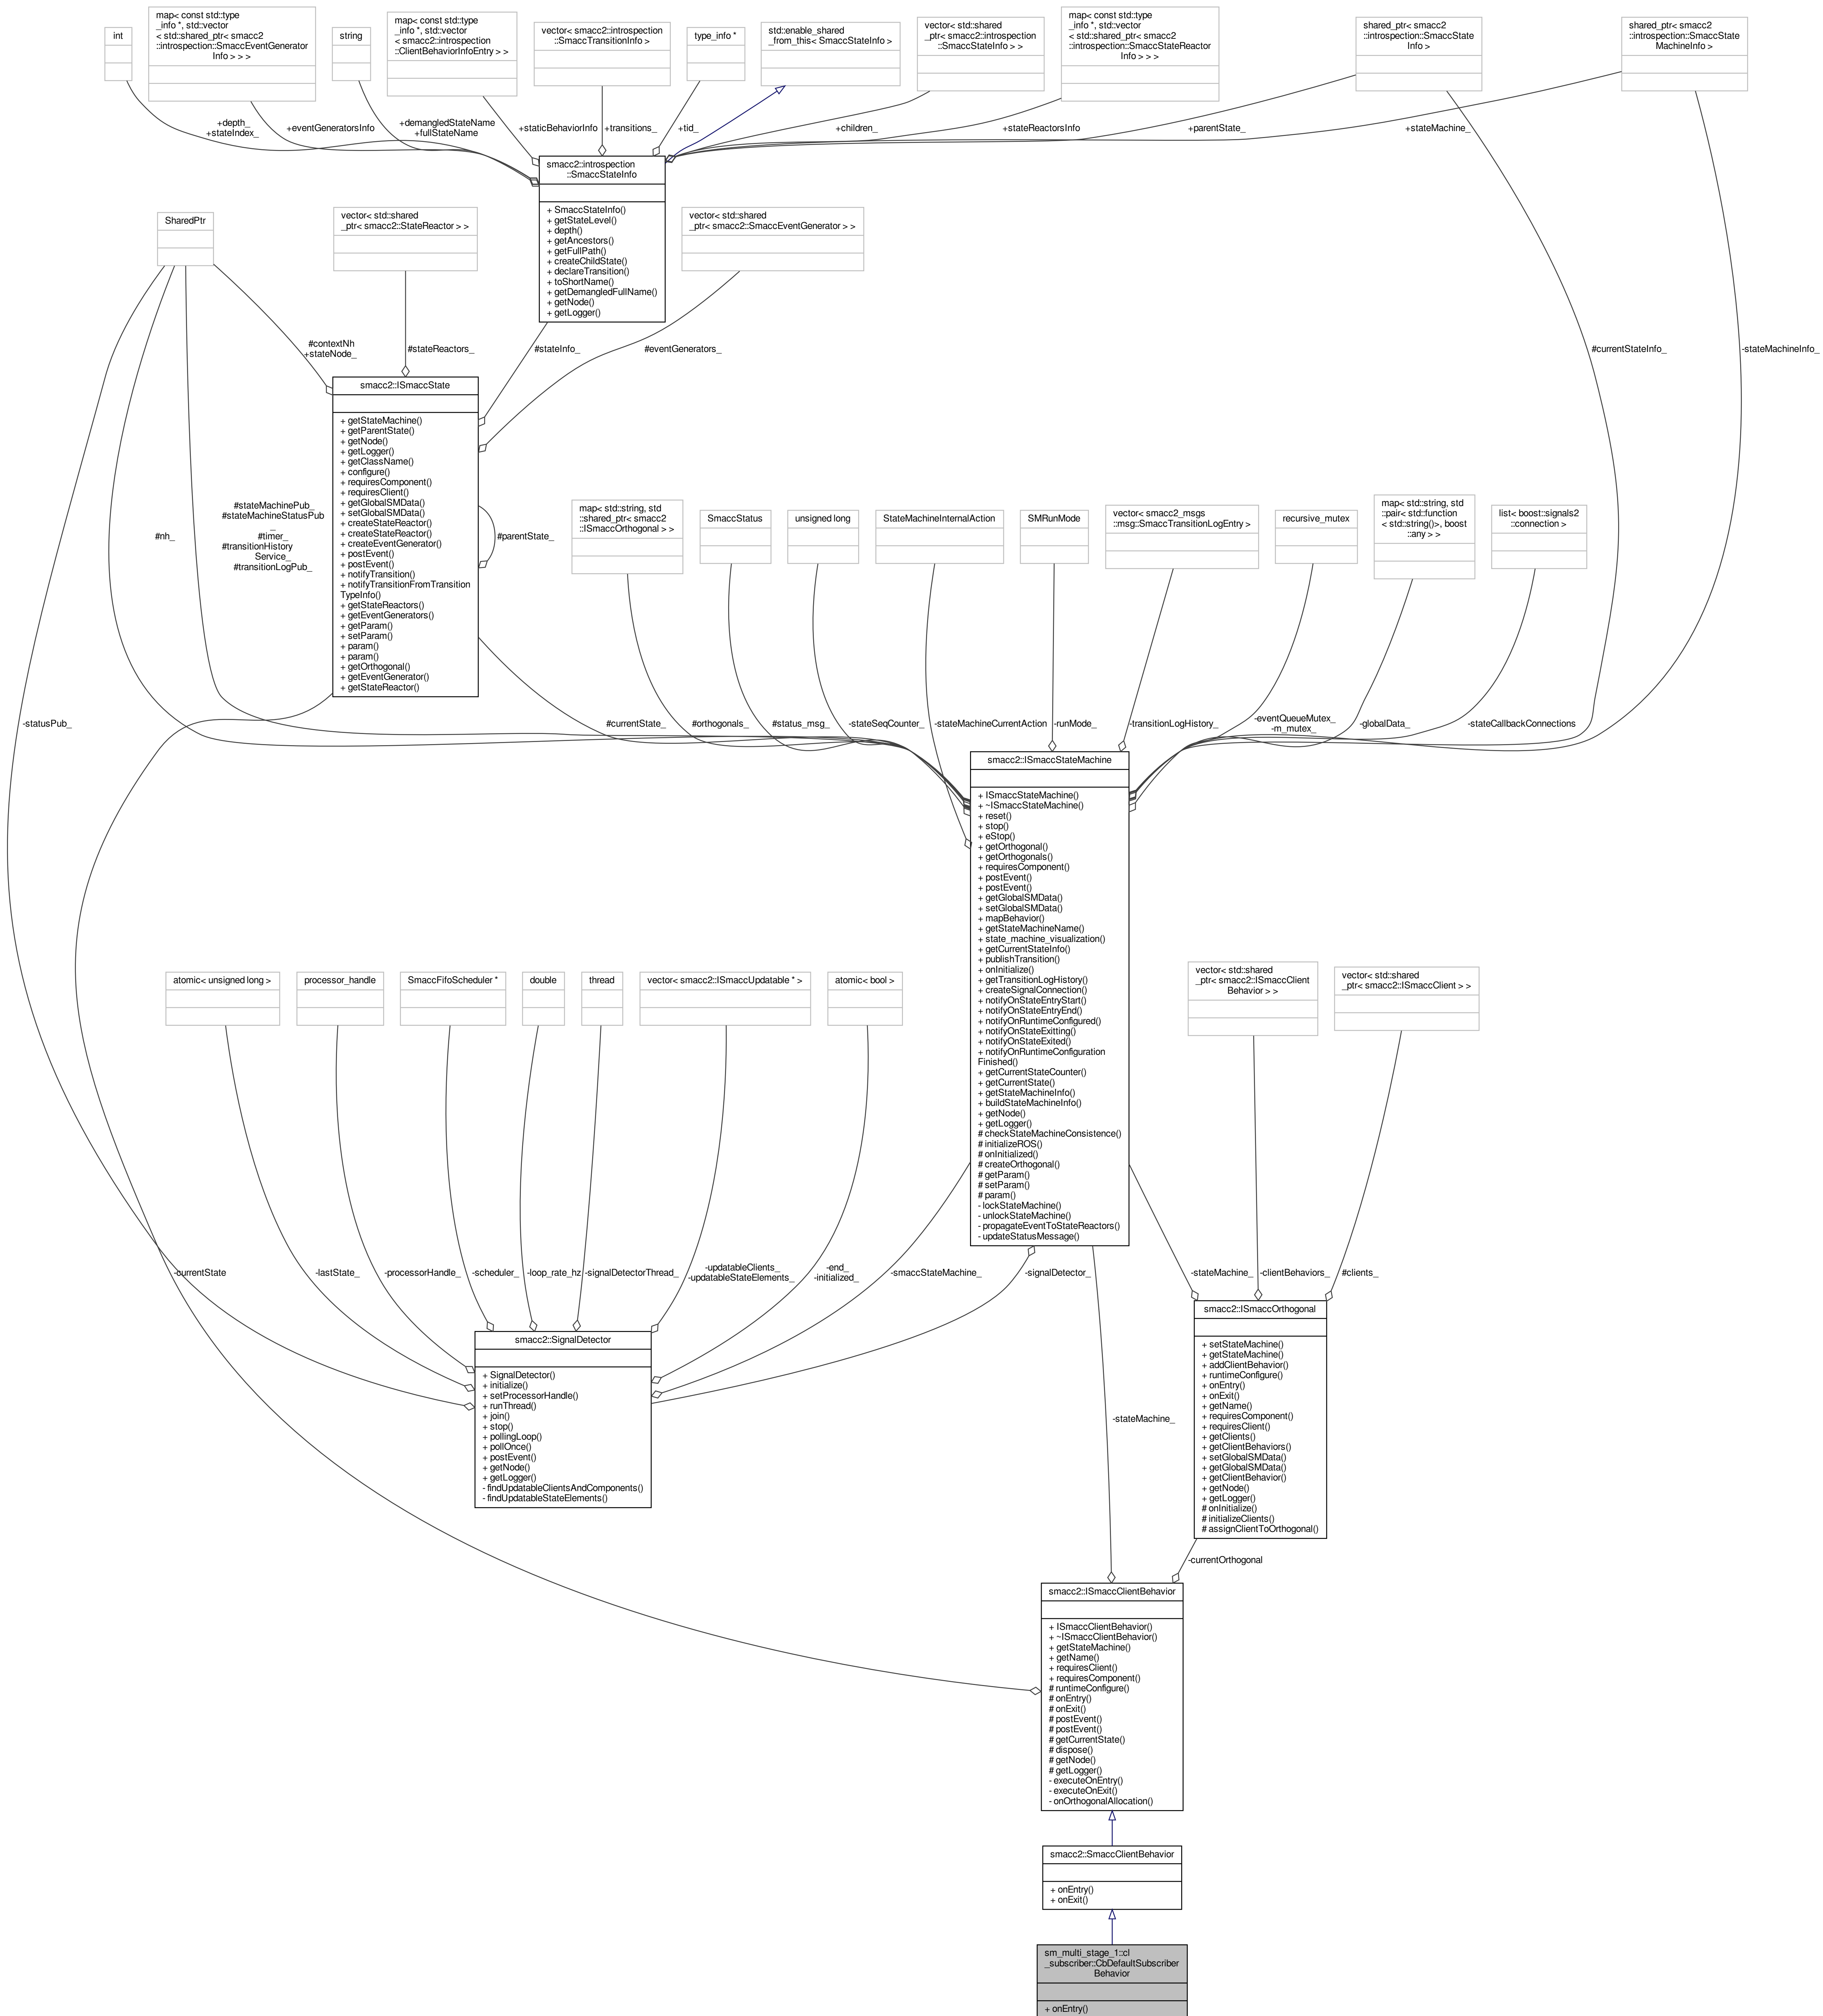 int
map< const std::type
_info *, std::vector
< std::shared_ptr< smacc2
::introspection::SmaccEventGenerator
Info > > >
string
map< const std::type
_info *, std::vector
< smacc2::introspection
::ClientBehaviorInfoEntry > >
vector< smacc2::introspection
::SmaccTransitionInfo >
type_info *
std::enable_shared
_from_this< SmaccStateInfo >
vector< std::shared
_ptr< smacc2::introspection
::SmaccStateInfo > >
map< const std::type
_info *, std::vector
< std::shared_ptr< smacc2
::introspection::SmaccStateReactor
Info > > >
shared_ptr< smacc2
::introspection::SmaccState
Info >
shared_ptr< smacc2
::introspection::SmaccState
MachineInfo >
+depth_
+stateIndex_
+eventGeneratorsInfo
+demangledStateName
+fullStateName
+staticBehaviorInfo
+transitions_
+tid_
+children_
+stateReactorsInfo
+parentState_
+stateMachine_
smacc2::introspection
::SmaccStateInfo
+ SmaccStateInfo()
+ getStateLevel()
+ depth()
+ getAncestors()
+ getFullPath()
+ createChildState()
+ declareTransition()
+ toShortName()
+ getDemangledFullName()
+ getNode()
+ getLogger()
SharedPtr
vector< std::shared
_ptr< smacc2::StateReactor > >
vector< std::shared
_ptr< smacc2::SmaccEventGenerator > >
#contextNh
+stateNode_
#stateReactors_
#stateInfo_
#eventGenerators_
#currentStateInfo_
-stateMachineInfo_
smacc2::ISmaccState
+ getStateMachine()
+ getParentState()
+ getNode()
+ getLogger()
+ getClassName()
+ configure()
+ requiresComponent()
+ requiresClient()
+ getGlobalSMData()
+ setGlobalSMData()
+ createStateReactor()
+ createStateReactor()
+ createEventGenerator()
+ postEvent()
+ postEvent()
+ notifyTransition()
+ notifyTransitionFromTransition
TypeInfo()
+ getStateReactors()
+ getEventGenerators()
+ getParam()
+ setParam()
+ param()
+ param()
+ getOrthogonal()
+ getEventGenerator()
+ getStateReactor()
#parentState_
#nh_
#stateMachinePub_
#stateMachineStatusPub
_
#timer_
#transitionHistory
Service_
#transitionLogPub_
map< std::string, std
::shared_ptr< smacc2
::ISmaccOrthogonal > >
SmaccStatus
unsigned long
StateMachineInternalAction
SMRunMode
vector< smacc2_msgs
::msg::SmaccTransitionLogEntry >
recursive_mutex
map< std::string, std
::pair< std::function
< std::string()>, boost
::any > >
list< boost::signals2
::connection >
-statusPub_
#currentState_
#orthogonals_
#status_msg_
-stateSeqCounter_
-stateMachineCurrentAction
-runMode_
-transitionLogHistory_
-eventQueueMutex_
-m_mutex_
-globalData_
-stateCallbackConnections
smacc2::ISmaccStateMachine
+ ISmaccStateMachine()
+ ~ISmaccStateMachine()
+ reset()
+ stop()
+ eStop()
+ getOrthogonal()
+ getOrthogonals()
+ requiresComponent()
+ postEvent()
+ postEvent()
+ getGlobalSMData()
+ setGlobalSMData()
+ mapBehavior()
+ getStateMachineName()
+ state_machine_visualization()
+ getCurrentStateInfo()
+ publishTransition()
+ onInitialize()
+ getTransitionLogHistory()
+ createSignalConnection()
+ notifyOnStateEntryStart()
+ notifyOnStateEntryEnd()
+ notifyOnRuntimeConfigured()
+ notifyOnStateExitting()
+ notifyOnStateExited()
+ notifyOnRuntimeConfiguration
Finished()
+ getCurrentStateCounter()
+ getCurrentState()
+ getStateMachineInfo()
+ buildStateMachineInfo()
+ getNode()
+ getLogger()
# checkStateMachineConsistence()
# initializeROS()
# onInitialized()
# createOrthogonal()
# getParam()
# setParam()
# param()
- lockStateMachine()
- unlockStateMachine()
- propagateEventToStateReactors()
- updateStatusMessage()
atomic< unsigned long >
processor_handle
SmaccFifoScheduler *
double
thread
vector< smacc2::ISmaccUpdatable * >
atomic< bool >
vector< std::shared
_ptr< smacc2::ISmaccClient
Behavior > >
vector< std::shared
_ptr< smacc2::ISmaccClient > >
-currentState
-lastState_
-processorHandle_
-scheduler_
-loop_rate_hz
-signalDetectorThread_
-updatableClients_
-updatableStateElements_
-end_
-initialized_
-smaccStateMachine_
-signalDetector_
-stateMachine_
-clientBehaviors_
#clients_
smacc2::SignalDetector
+ SignalDetector()
+ initialize()
+ setProcessorHandle()
+ runThread()
+ join()
+ stop()
+ pollingLoop()
+ pollOnce()
+ postEvent()
+ getNode()
+ getLogger()
- findUpdatableClientsAndComponents()
- findUpdatableStateElements()
smacc2::ISmaccOrthogonal
+ setStateMachine()
+ getStateMachine()
+ addClientBehavior()
+ runtimeConfigure()
+ onEntry()
+ onExit()
+ getName()
+ requiresComponent()
+ requiresClient()
+ getClients()
+ getClientBehaviors()
+ setGlobalSMData()
+ getGlobalSMData()
+ getClientBehavior()
+ getNode()
+ getLogger()
# onInitialize()
# initializeClients()
# assignClientToOrthogonal()
-stateMachine_
-currentOrthogonal
smacc2::ISmaccClientBehavior
+ ISmaccClientBehavior()
+ ~ISmaccClientBehavior()
+ getStateMachine()
+ getName()
+ requiresClient()
+ requiresComponent()
# runtimeConfigure()
# onEntry()
# onExit()
# postEvent()
# postEvent()
# getCurrentState()
# dispose()
# getNode()
# getLogger()
- executeOnEntry()
- executeOnExit()
- onOrthogonalAllocation()
smacc2::SmaccClientBehavior
+ onEntry()
+ onExit()
sm_multi_stage_1::cl
_subscriber::CbDefaultSubscriber
Behavior
+ onEntry()